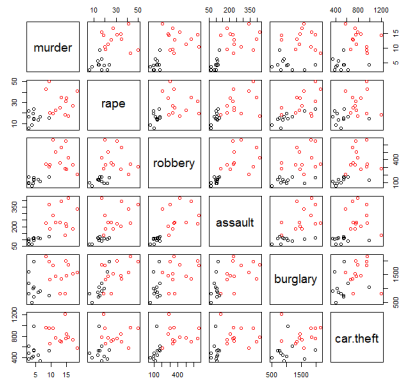 10 30 50 50 200 350 400 800 1200
murder 5 10 15
10 30 50 rape
robbery 100 400
50 200 350 assault
burglary 500 1500
400 800 1200 car.theft
5 10 15 100 400 500 1500